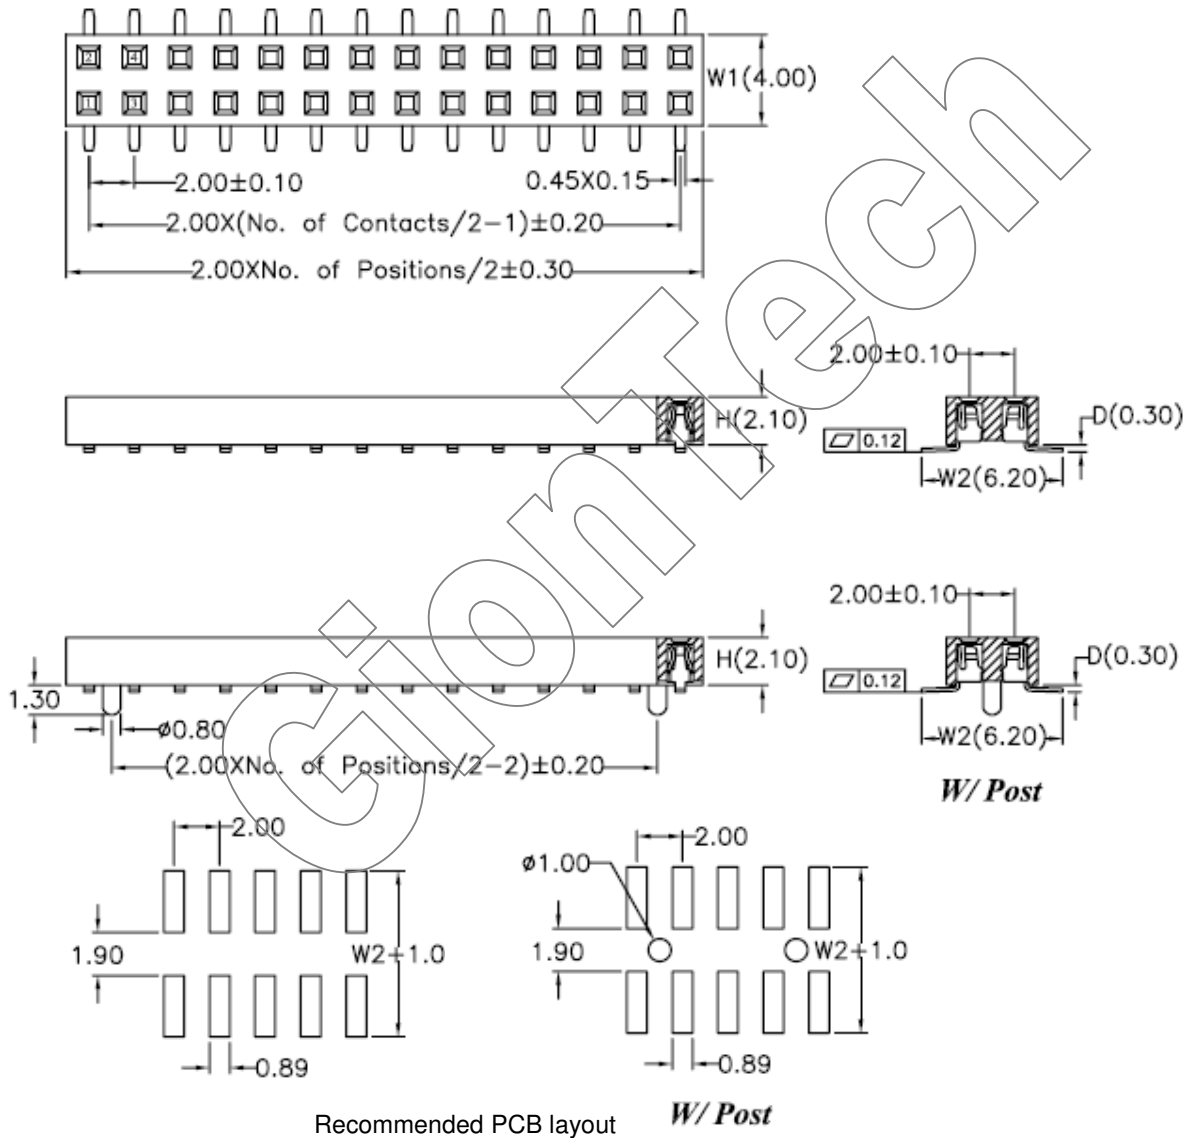 2 4
1 3
W1(4.00)
2.00±0.10
0.45X0.15
2.00X(No. of Contacts/2-1)±0.20
2.00XNo. of Positions/2±0.30
H(2.10)
2.00±0.10
D(0.30)
0.12
W2(6.20)
H(2.10)
1.30
ø0.80
(2.00XNo. of Positions/2-2)±0.20
2.00±0.10
D(0.30)
0.12
W2(6.20)
W/ Post
2.00
1.90
W2+1.0
0.89
2.00
ø1.00
1.90
W2+1.0
0.89
Recommended PCB layout
W/ Post
GionTech